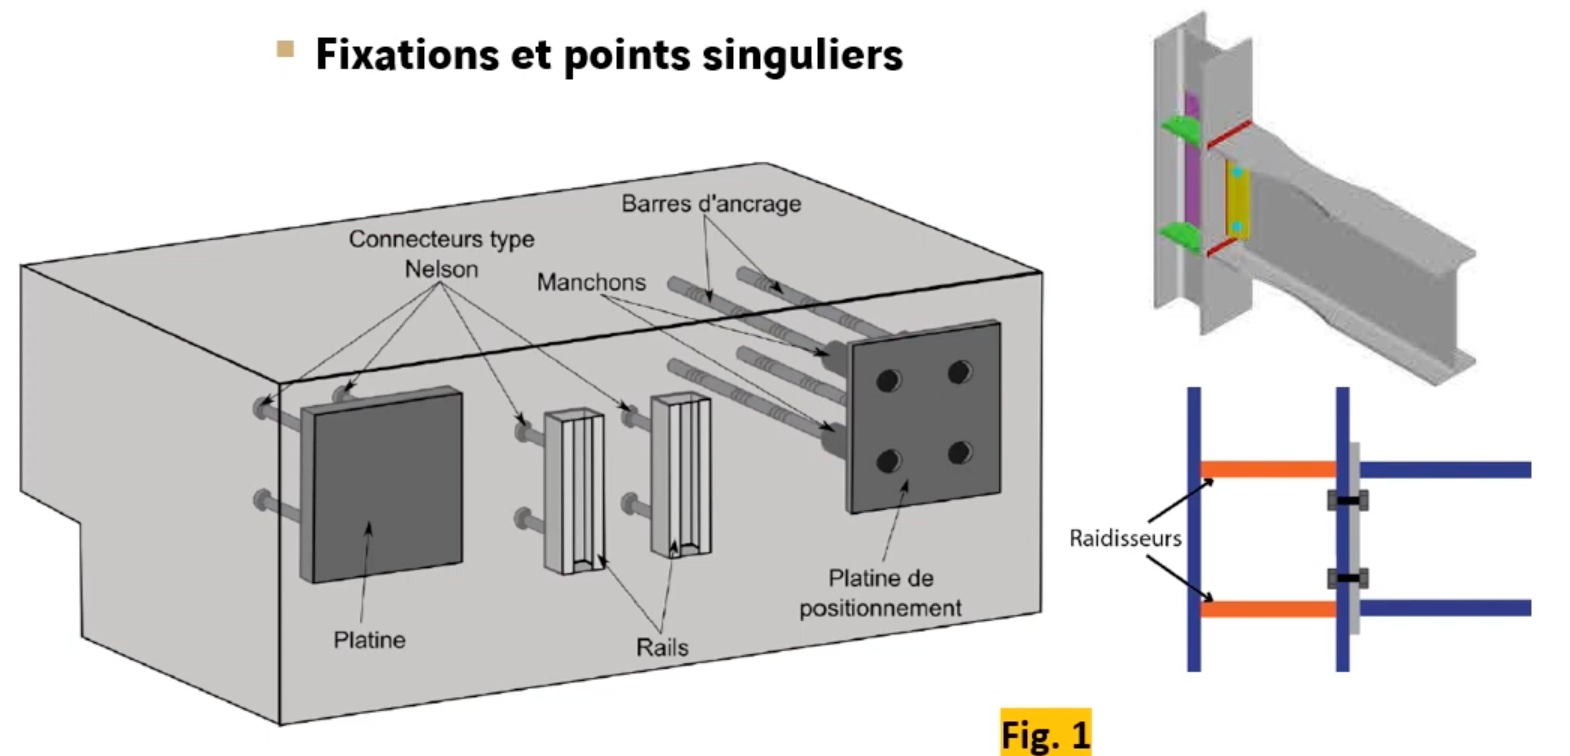 Fixations et points singuliers
Barres d'ancrage
Connecteurs type
Nelson
Manchons
Raidisseurs
Platine de
positionnement
Platine
Rails
Fig. 1